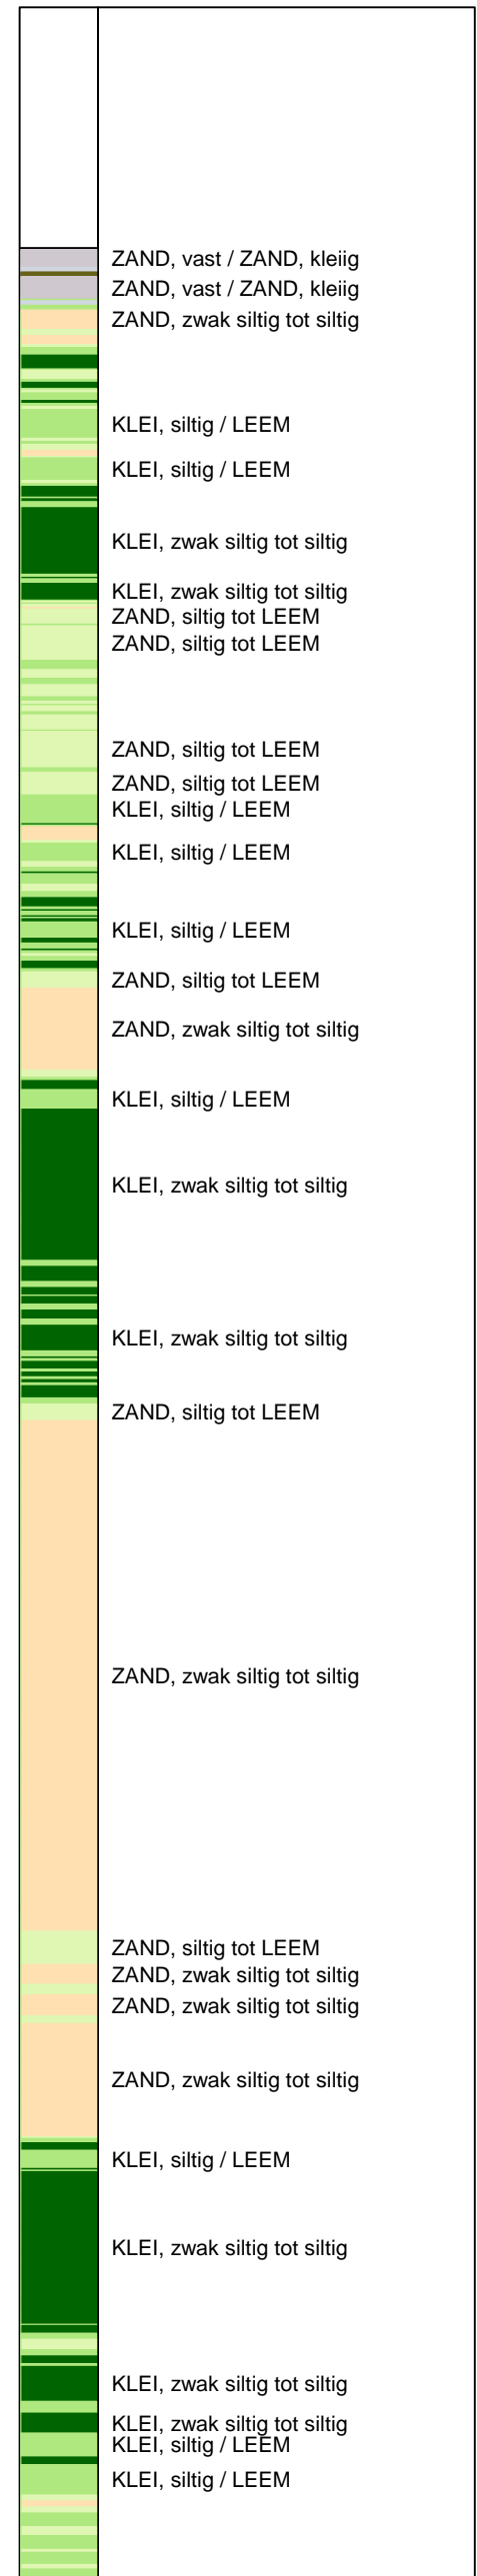 ZAND, vast / ZAND, kleiig
ZAND, vast / ZAND, kleiig
ZAND, zwak siltig tot siltig
KLEI, siltig / LEEM
KLEI, siltig / LEEM
KLEI, zwak siltig tot siltig
KLEI, zwak siltig tot siltig
ZAND, siltig tot LEEM
ZAND, siltig tot LEEM
ZAND, siltig tot LEEM
ZAND, siltig tot LEEM
KLEI, siltig / LEEM
KLEI, siltig / LEEM
KLEI, siltig / LEEM
ZAND, siltig tot LEEM
ZAND, zwak siltig tot siltig
KLEI, siltig / LEEM
KLEI, zwak siltig tot siltig
KLEI, zwak siltig tot siltig
ZAND, siltig tot LEEM
ZAND, zwak siltig tot siltig
ZAND, siltig tot LEEM
ZAND, zwak siltig tot siltig
ZAND, zwak siltig tot siltig
ZAND, zwak siltig tot siltig
KLEI, siltig / LEEM
KLEI, zwak siltig tot siltig
KLEI, zwak siltig tot siltig
KLEI, zwak siltig tot siltig
KLEI, siltig / LEEM
KLEI, siltig / LEEM